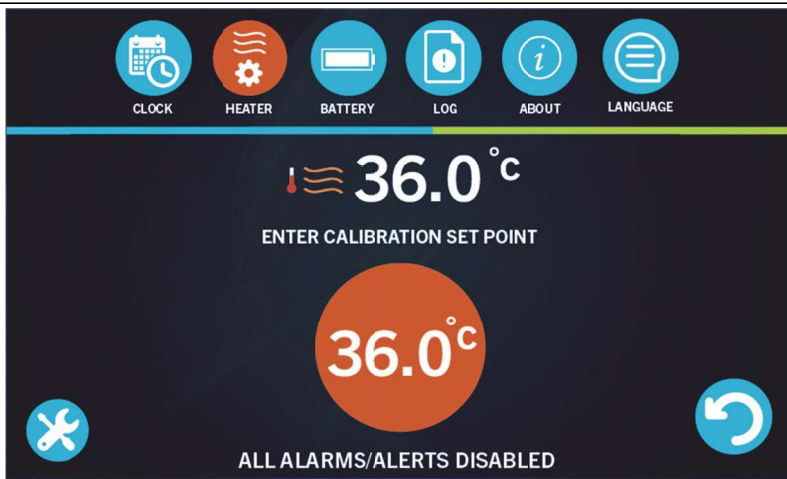 CLOCK HEATER BATTERY LOG ABOUT LANGUAGE
36.0°C
ENTER CALIBRATION SET POINT
36.0°C
ALL ALARMS/ALERTS DISABLED